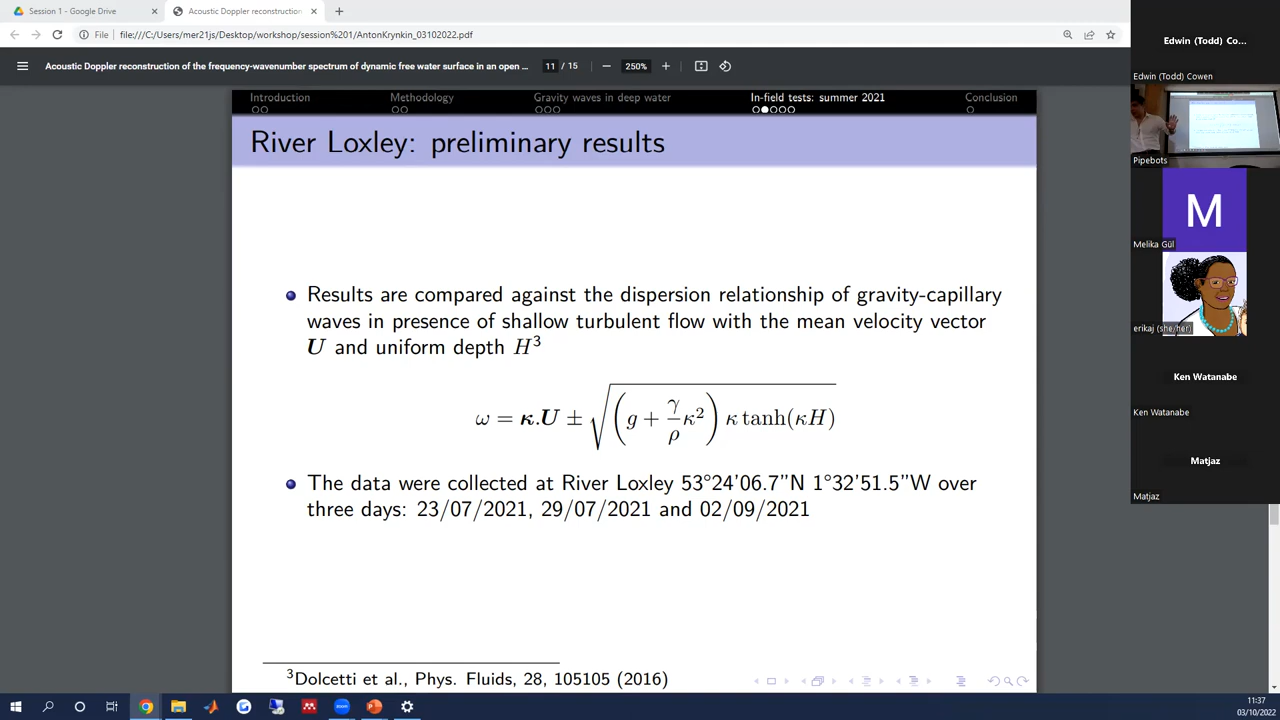 Session 1 - Google Drive
Acoustic Doppler reconstruction
File
file:///C:/Users/mer21js/Desktop/workshop/session%201/AntonKrynkin_03102022.pdf
Acoustic Doppler reconstruction of the frequency-wavenumber spectrum of dynamic free water surface in an open ...
11 / 15
250%
Introduction
Methodology
Gravity waves in deep water
In-field tests: summer 2021
Conclusion
River Loxley: preliminary results
Results are compared against the dispersion relationship of gravity-capillary
waves in presence of shallow turbulent flow with the mean velocity vector
U and uniform depth H³
ω = κ.U ± √((g + γ/ρ κ²) κ tanh(κH))
The data were collected at River Loxley 53°24'06.7"N 1°32'51.5"W over
three days: 23/07/2021, 29/07/2021 and 02/09/2021
³Dolcetti et al., Phys. Fluids, 28, 105105 (2016)
Edwin (Todd) Co...
Edwin (Todd) Cowen
Pipebots
M
Melika Gül
erikaj (she/her)
Ken Watanabe
Ken Watanabe
Matjaz
Matjaz
11:37
03/10/2022